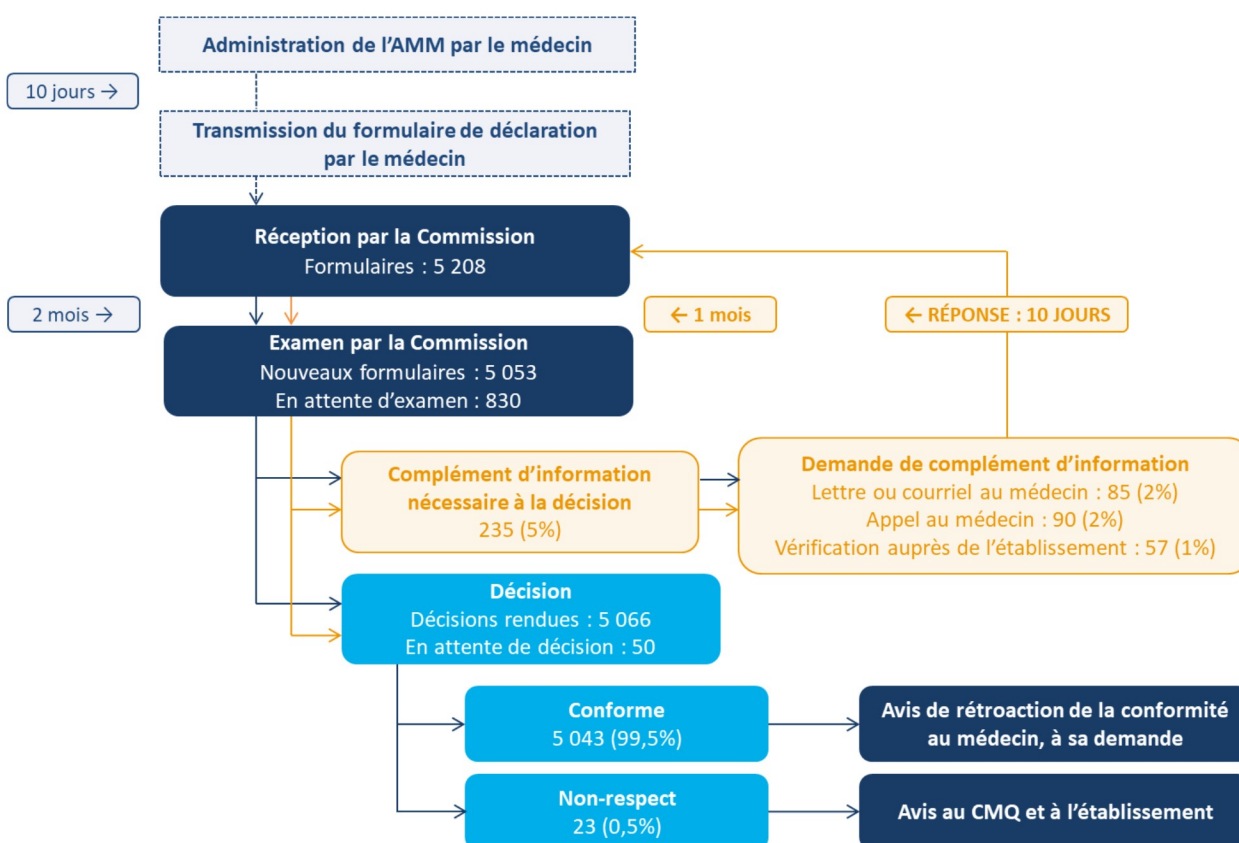 Administration de l'AMM par le médecin
10 jours →
Transmission du formulaire de déclaration
par le médecin
Réception par la Commission
Formulaires : 5 208
2 mois →
← 1 mois
← RÉPONSE : 10 JOURS
Examen par la Commission
Nouveaux formulaires : 5 053
En attente d'examen : 830
Complément d'information
nécessaire à la décision
235 (5%)
Demande de complément d'information
Lettre ou courriel au médecin : 85 (2%)
Appel au médecin : 90 (2%)
Vérification auprès de l'établissement : 57 (1%)
Décision
Décisions rendues : 5 066
En attente de décision : 50
Conforme
5 043 (99,5%)
Avis de rétroaction de la conformité
au médecin, à sa demande
Non-respect
23 (0,5%)
Avis au CMQ et à l'établissement